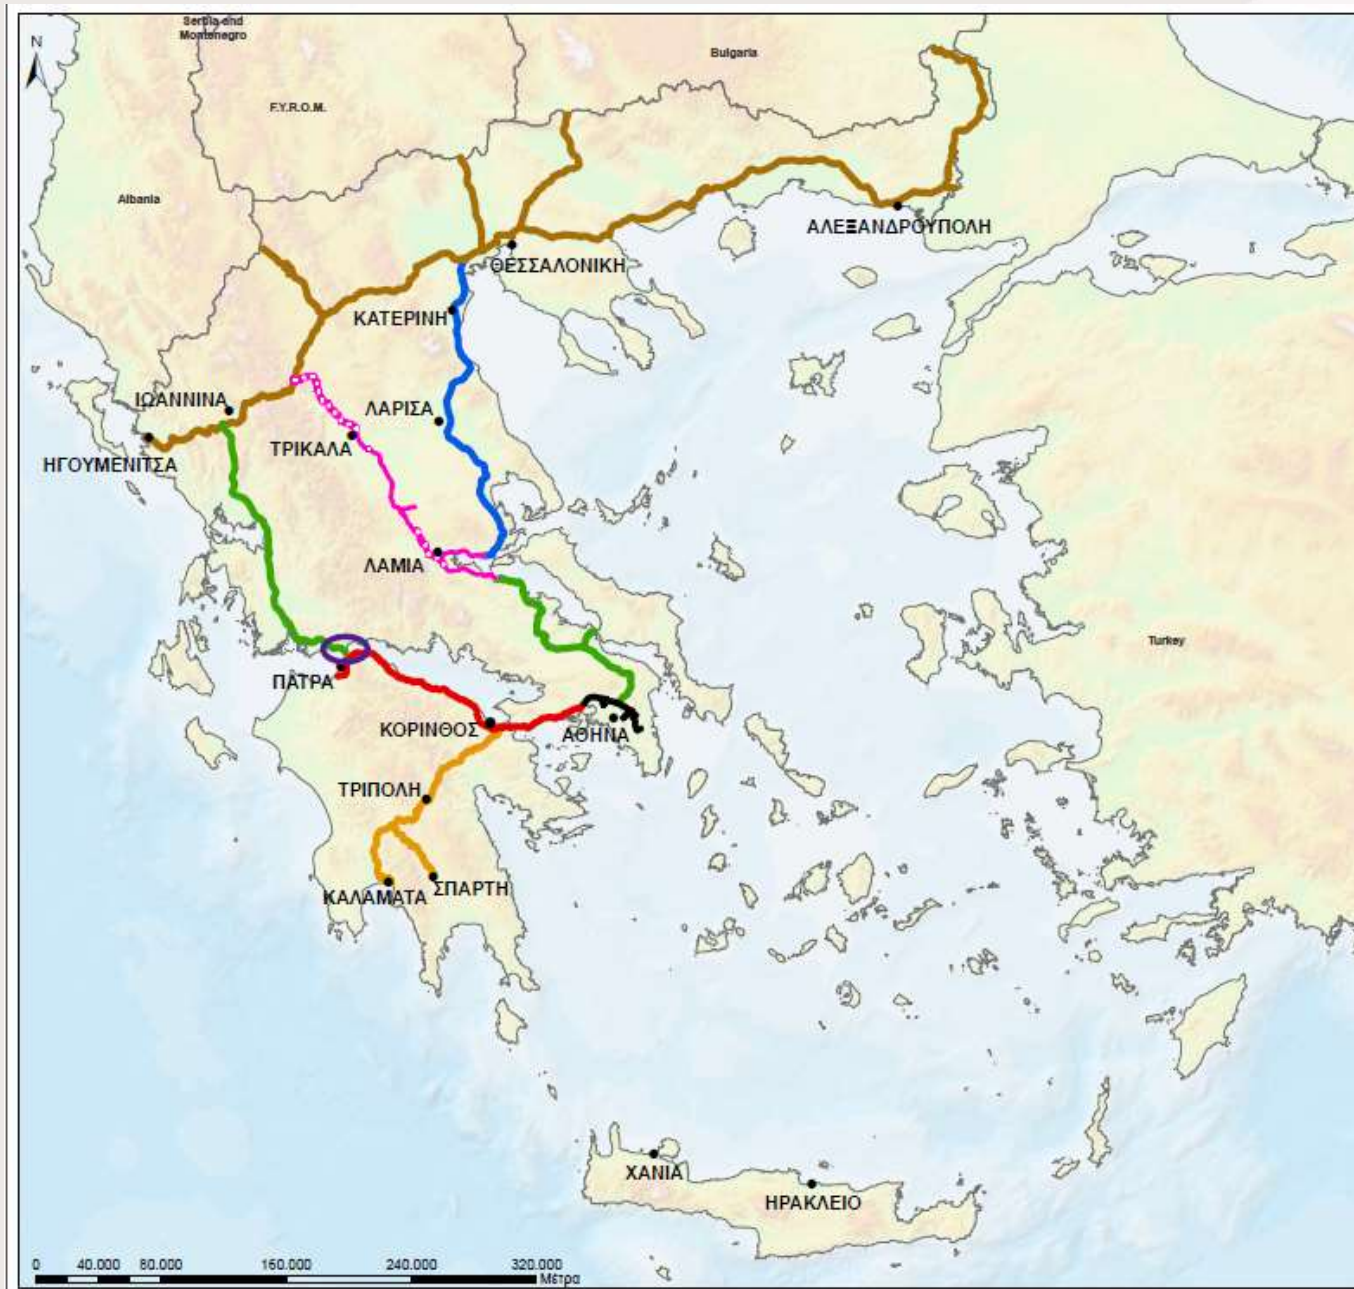 Serbia and
Montenegro
N
Bulgaria
F.Y.R.O.M.
Albania
ΑΛΕΞΑΝΔΡΟΥΠΟΛΗ
ΘΕΣΣΑΛΟΝΙΚΗ
ΚΑΤΕΡΙΝΗ
ΙΩΑΝΝΙΝΑ
ΛΑΡΙΣΑ
ΤΡΙΚΑΛΑ
ΗΓΟΥΜΕΝΙΤΣΑ
ΛΑΜΙΑ
Turkey
ΠΑΤΡΑ
ΚΟΡΙΝΘΟΣ
ΑΘΗΝΑ
ΤΡΙΠΟΛΗ
ΚΑΛΑΜΑΤΑ
ΣΠΑΡΤΗ
ΧΑΝΙΑ
ΗΡΑΚΛΕΙΟ
0 40.000 80.000 160.000 240.000 320.000
Μέτρα